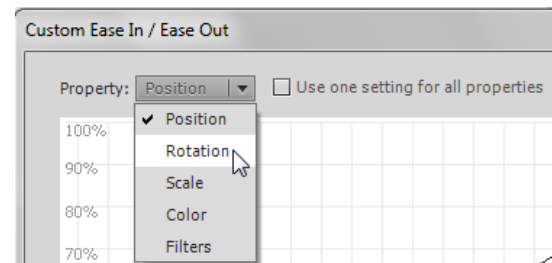 Custom Ease In / Ease Out
Property: Position Use one setting for all properties
Position
100%
Rotation
90%
Scale
80%
Color
Filters
70%